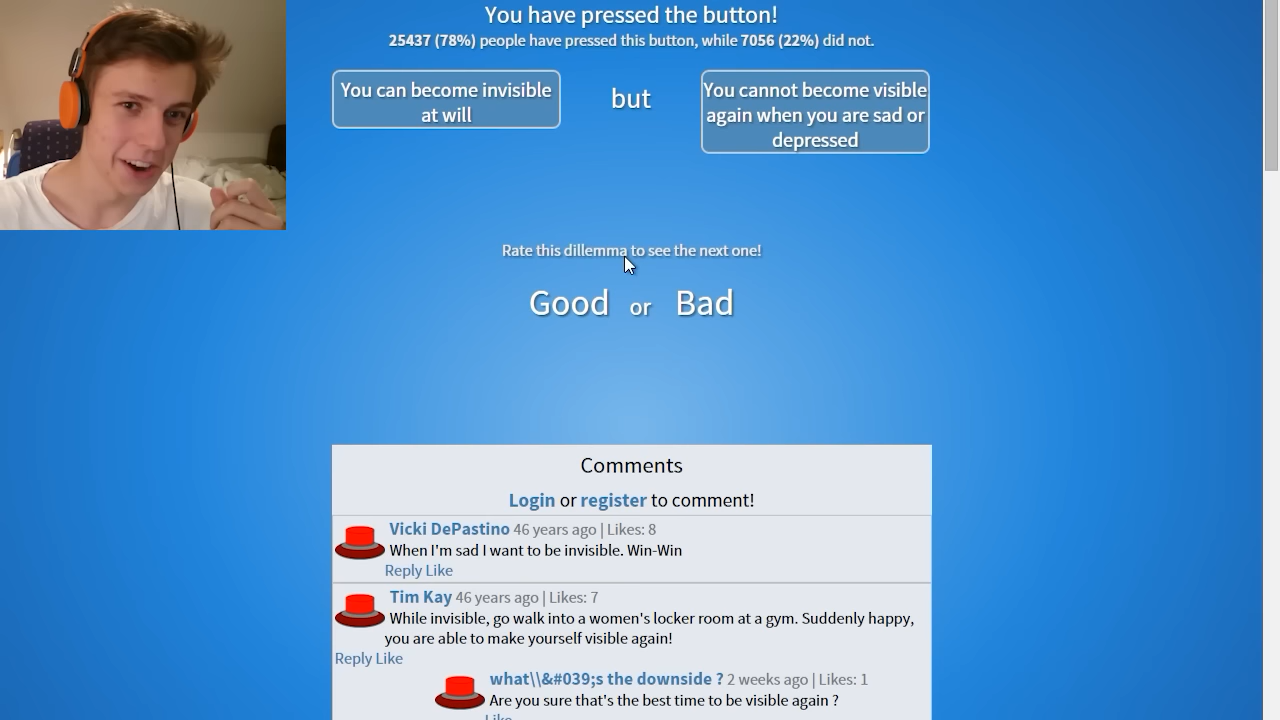 You have pressed the button!
25437 (78%) people have pressed this button, while 7056 (22%) did not.
You can become invisible
at will
but
You cannot become visible
again when you are sad or
depressed
Rate this dillemma to see the next one!
Good or Bad
Comments
Login or register to comment!
Vicki DePastino 46 years ago | Likes: 8
When I'm sad I want to be invisible. Win-Win
Reply Like
Tim Kay 46 years ago | Likes: 7
While invisible, go walk into a women's locker room at a gym. Suddenly happy,
you are able to make yourself visible again!
Reply Like
what\\&#039;s the downside ? 2 weeks ago | Likes: 1
Are you sure that's the best time to be visible again ?
Like